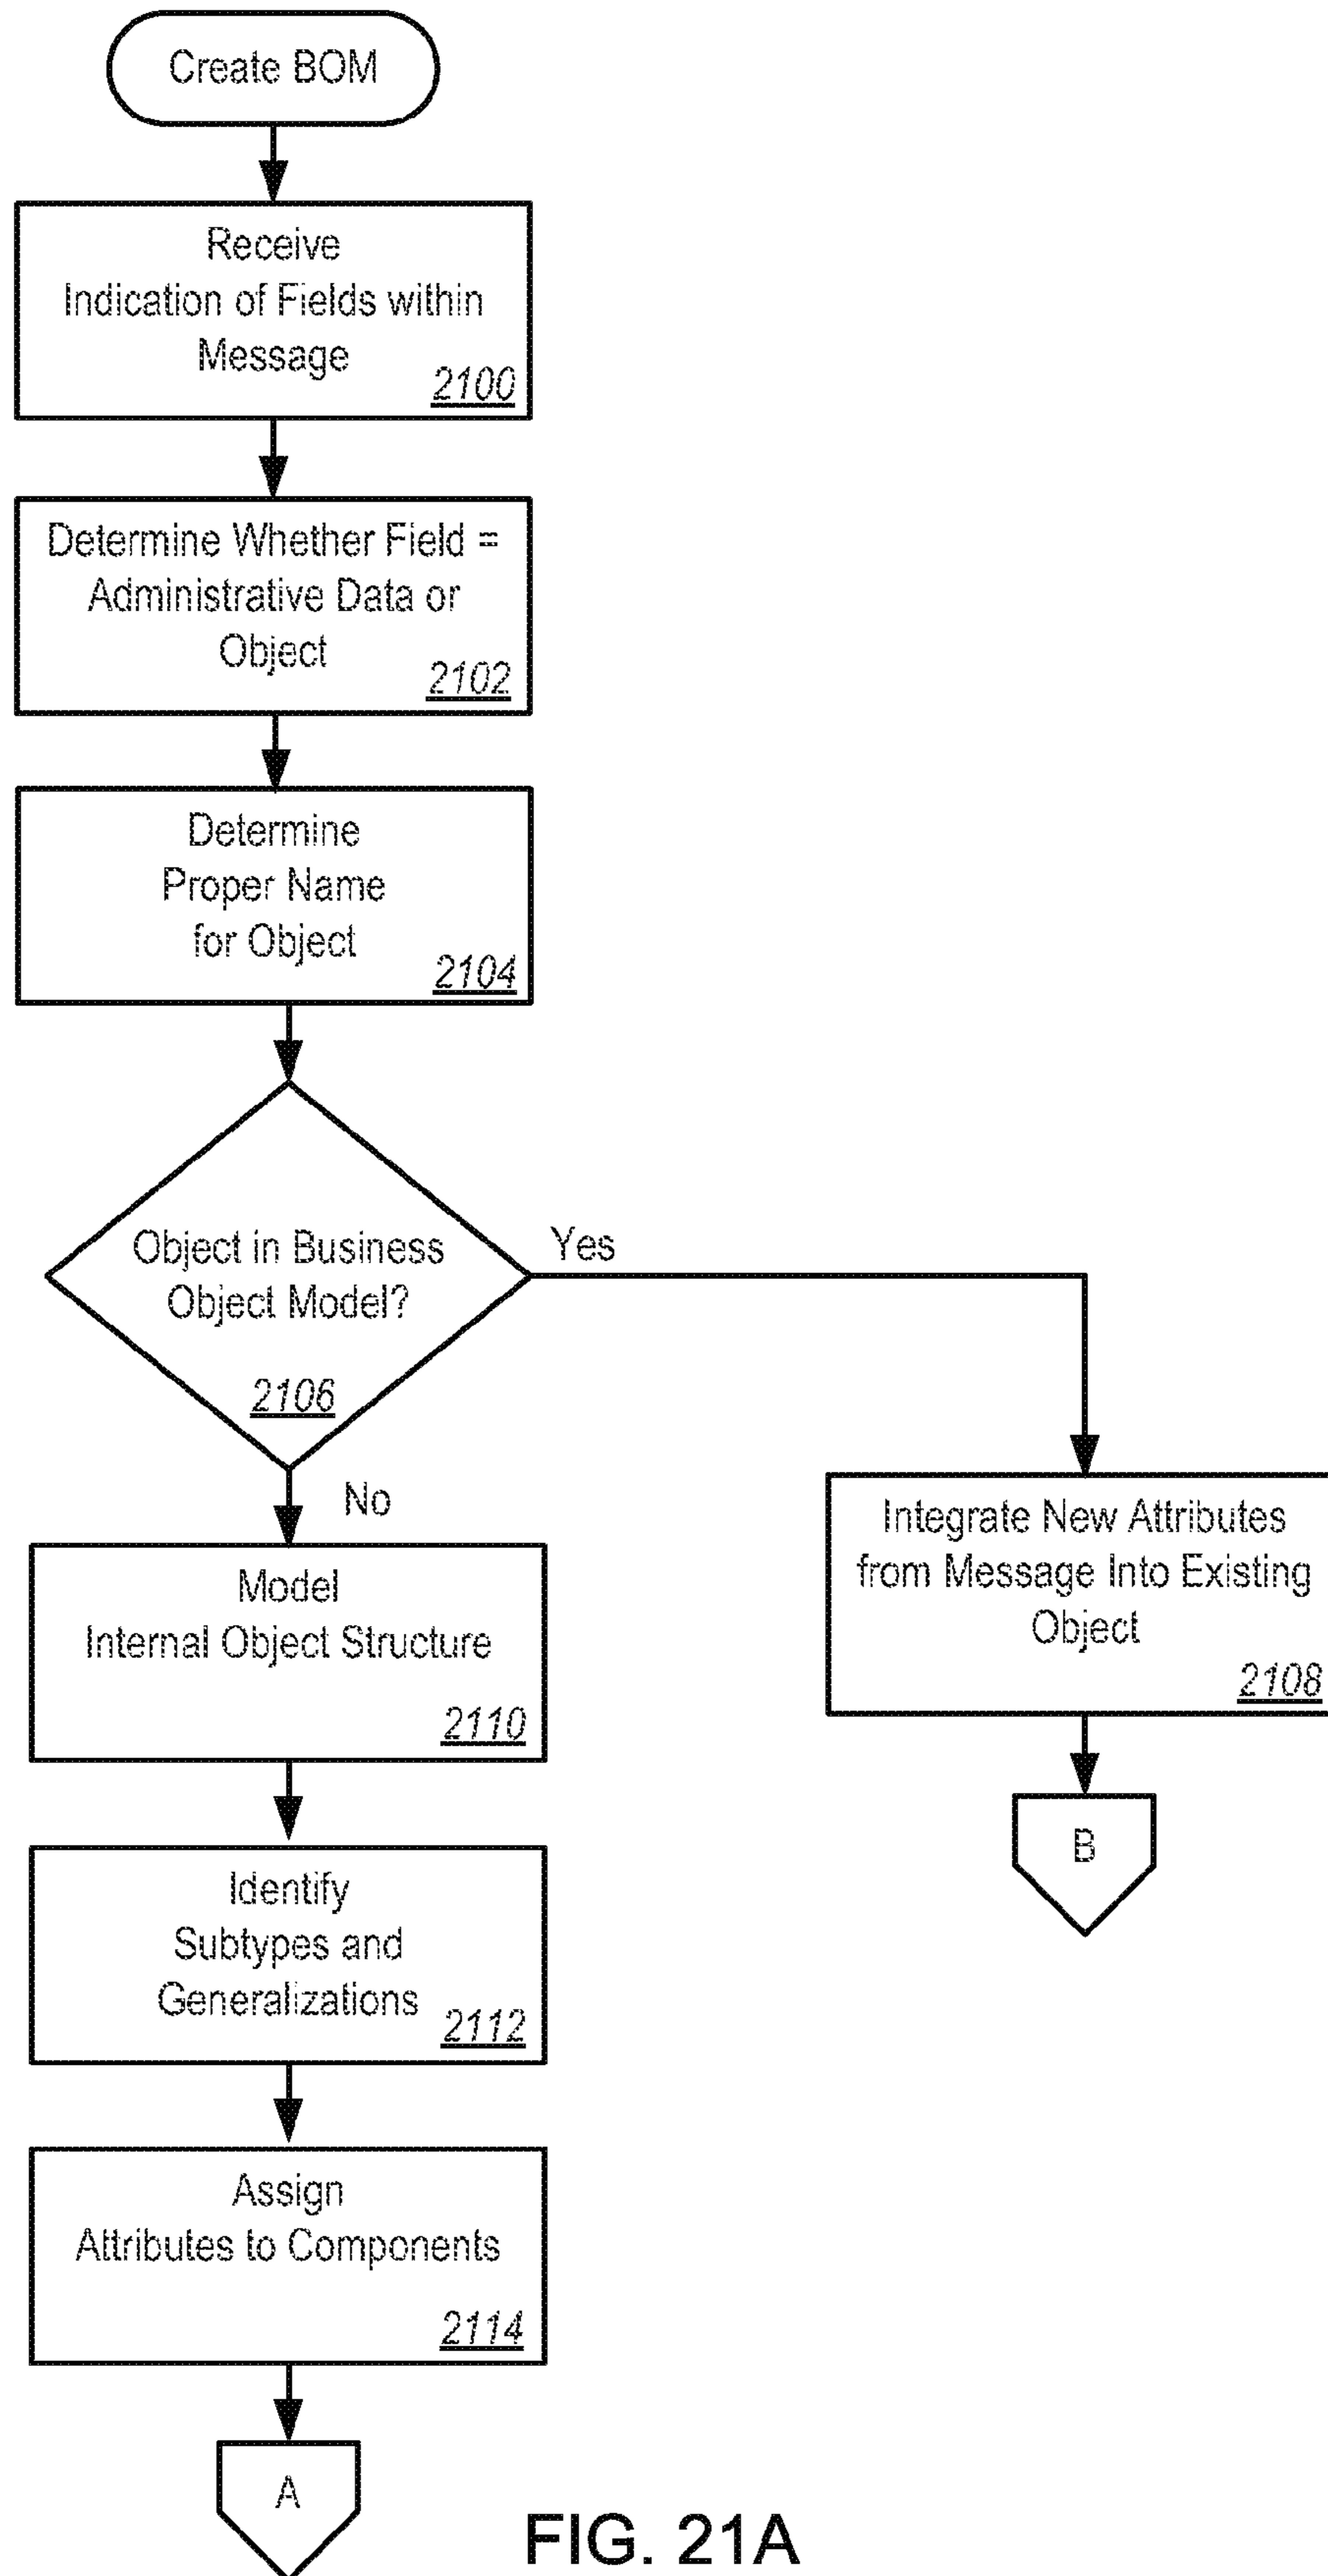 Create BOM
Receive
Indication of Fields within
Message
2100
Determine Whether Field =
Administrative Data or
Object
2102
Determine
Proper Name
for Object
2104
Object in Business
Object Model?
2106
Yes
No
Integrate New Attributes
from Message Into Existing
Object
2108
B
Model
Internal Object Structure
2110
Identify
Subtypes and
Generalizations
2112
Assign
Attributes to Components
2114
A
FIG. 21A